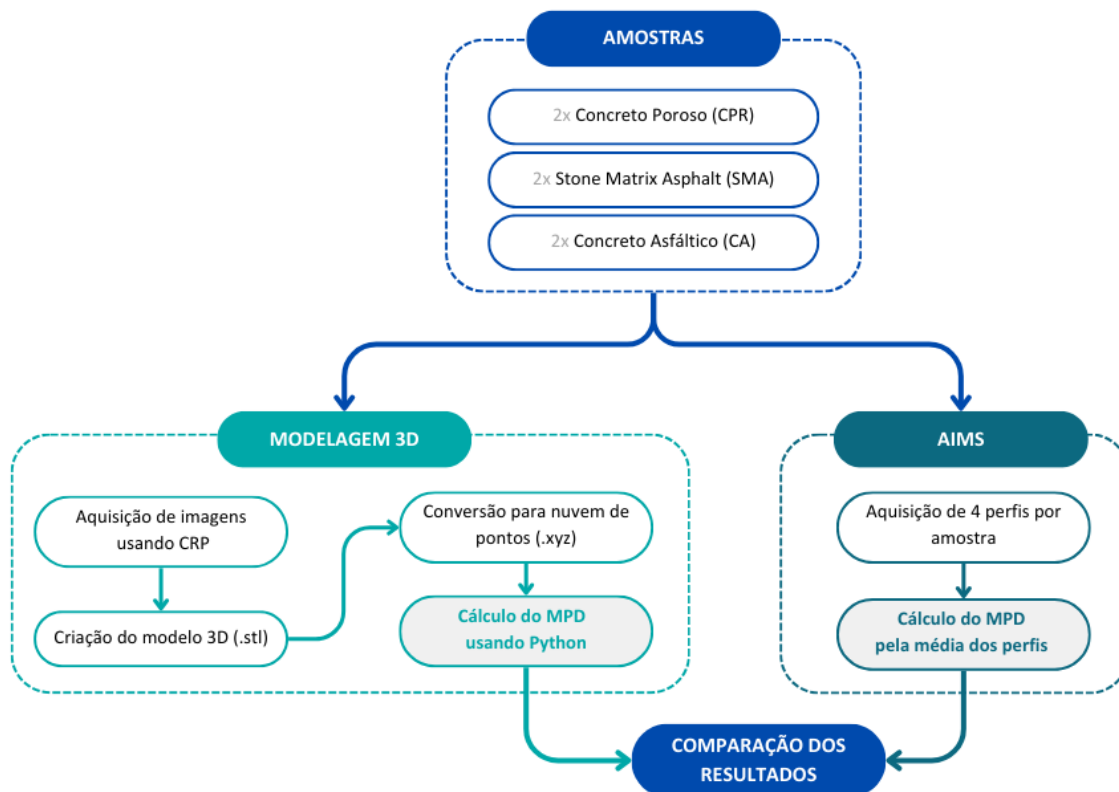 AMOSTRAS
2x Concreto Poroso (CPR)
2x Stone Matrix Asphalt (SMA)
2x Concreto Asfáltico (CA)
MODELAGEM 3D
Aquisição de imagens
usando CRP
Criação do modelo 3D (.stl)
Conversão para nuvem de
pontos (.xyz)
Cálculo do MPD
usando Python
AIMS
Aquisição de 4 perfis por
amostra
Cálculo do MPD
pela média dos perfis
COMPARAÇÃO DOS
RESULTADOS